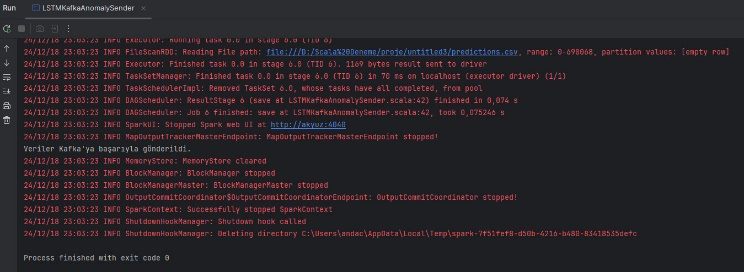 Run
LSTMKafkaAnomalySender
24/12/18 23:03:23 INFO Executor: Running task 0.0 in stage 6.0 (TID 6)
24/12/18 23:03:23 INFO FileScanRDD: Reading File path: file:///D:/Scala%20Deneme/proje/untitled3/predictions.csv, range: 0-690068, partition values: [empty row]
24/12/18 23:03:23 INFO Executor: Finished task 0.0 in stage 6.0 (TID 6). 1169 bytes result sent to driver
24/12/18 23:03:23 INFO TaskSetManager: Finished task 0.0 in stage 6.0 (TID 6) in 70 ms on localhost (executor driver) (1/1)
24/12/18 23:03:23 INFO TaskSchedulerImpl: Removed TaskSet 6.0, whose tasks have all completed, from pool
24/12/18 23:03:23 INFO DAGScheduler: ResultStage 6 (save at LSTMKafkaAnomalySender.scala:42) finished in 0,074 s
24/12/18 23:03:23 INFO DAGScheduler: Job 6 finished: save at LSTMKafkaAnomalySender.scala:42, took 0,075246 s
24/12/18 23:03:23 INFO SparkUI: Stopped Spark web UI at http://akyuz:4040
24/12/18 23:03:23 INFO MapOutputTrackerMasterEndpoint: MapOutputTrackerMasterEndpoint stopped!
Veriler Kafka'ya başarıyla gönderildi.
24/12/18 23:03:23 INFO MemoryStore: MemoryStore cleared
24/12/18 23:03:23 INFO BlockManager: BlockManager stopped
24/12/18 23:03:23 INFO BlockManagerMaster: BlockManagerMaster stopped
24/12/18 23:03:23 INFO OutputCommitCoordinator$OutputCommitCoordinatorEndpoint: OutputCommitCoordinator stopped!
24/12/18 23:03:23 INFO SparkContext: Successfully stopped SparkContext
24/12/18 23:03:23 INFO ShutdownHookManager: Shutdown hook called
24/12/18 23:03:23 INFO ShutdownHookManager: Deleting directory C:\Users\andac\AppData\Local\Temp\spark-7f51fef8-d50b-4216-b480-83418535defc
Process finished with exit code 0